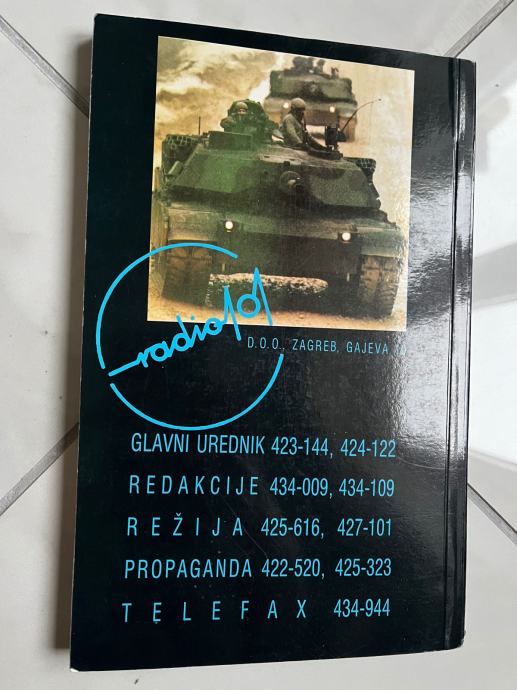 radio101
D.O.O., ZAGREB, GAJEVA
GLAVNI UREDNIK 423-144, 424-122
REDAKCIJE 434-009, 434-109
REŽIJA 425-616, 427-101
PROPAGANDA 422-520, 425-323
TELEFAX 434-944